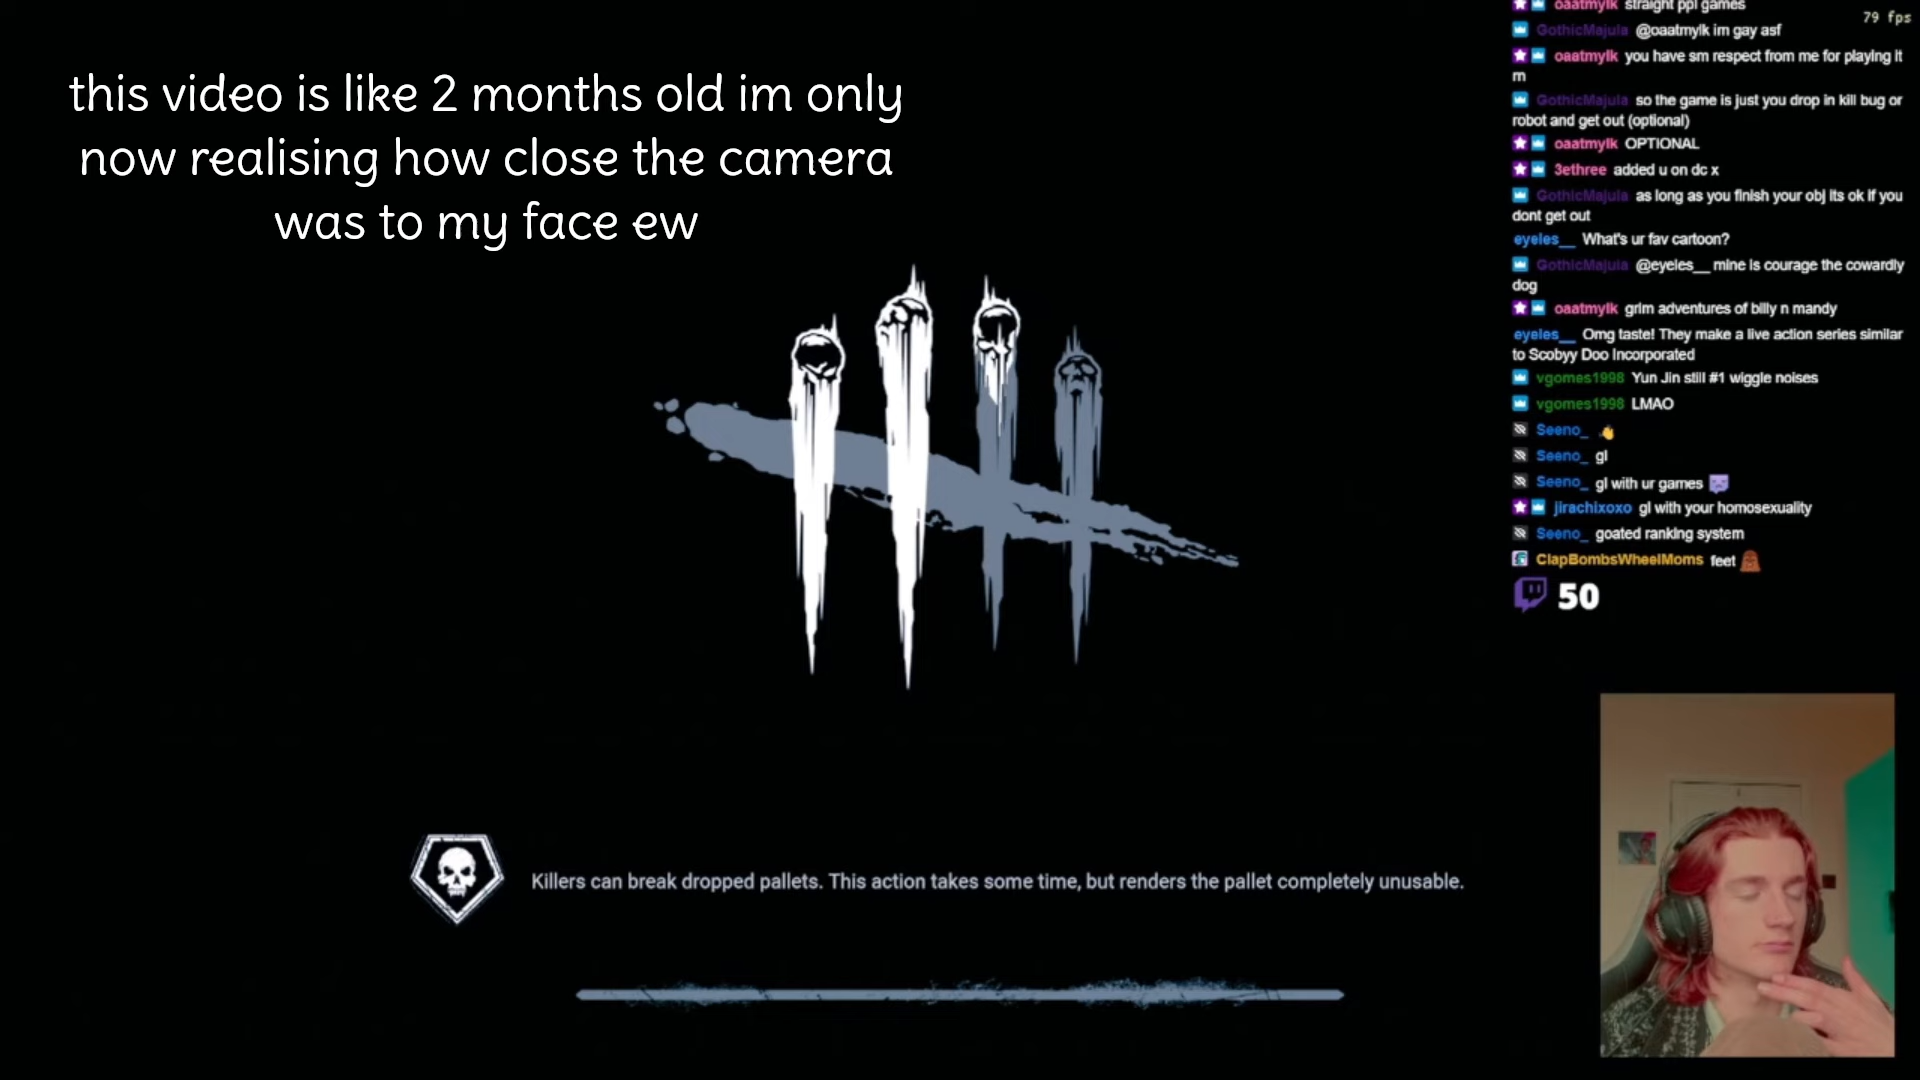 this video is like 2 months old im only
now realising how close the camera
was to my face ew
79 fps
oaatmylk straight ppl games
GothicMajula @oaatmylk im gay asf
oaatmylk you have sm respect from me for playing it
m
GothicMajula so the game is just you drop in kill bug or
robot and get out (optional)
oaatmylk OPTIONAL
3ethree added u on dc x
GothicMajula as long as you finish your obj its ok if you
dont get out
eyeles__ What's ur fav cartoon?
GothicMajula @eyeles__ mine is courage the cowardly
dog
oaatmylk grim adventures of billy n mandy
eyeles__ Omg taste! They make a live action series similar
to Scobyy Doo Incorporated
vgomes1998 Yun Jin still #1 wiggle noises
vgomes1998 LMAO
Seeno_
Seeno_ gl
Seeno_ gl with ur games
jirachixoxo gl with your homosexuality
Seeno_ goated ranking system
ClapBombsWheelMoms feet
50
Killers can break dropped pallets. This action takes some time, but renders the pallet completely unusable.